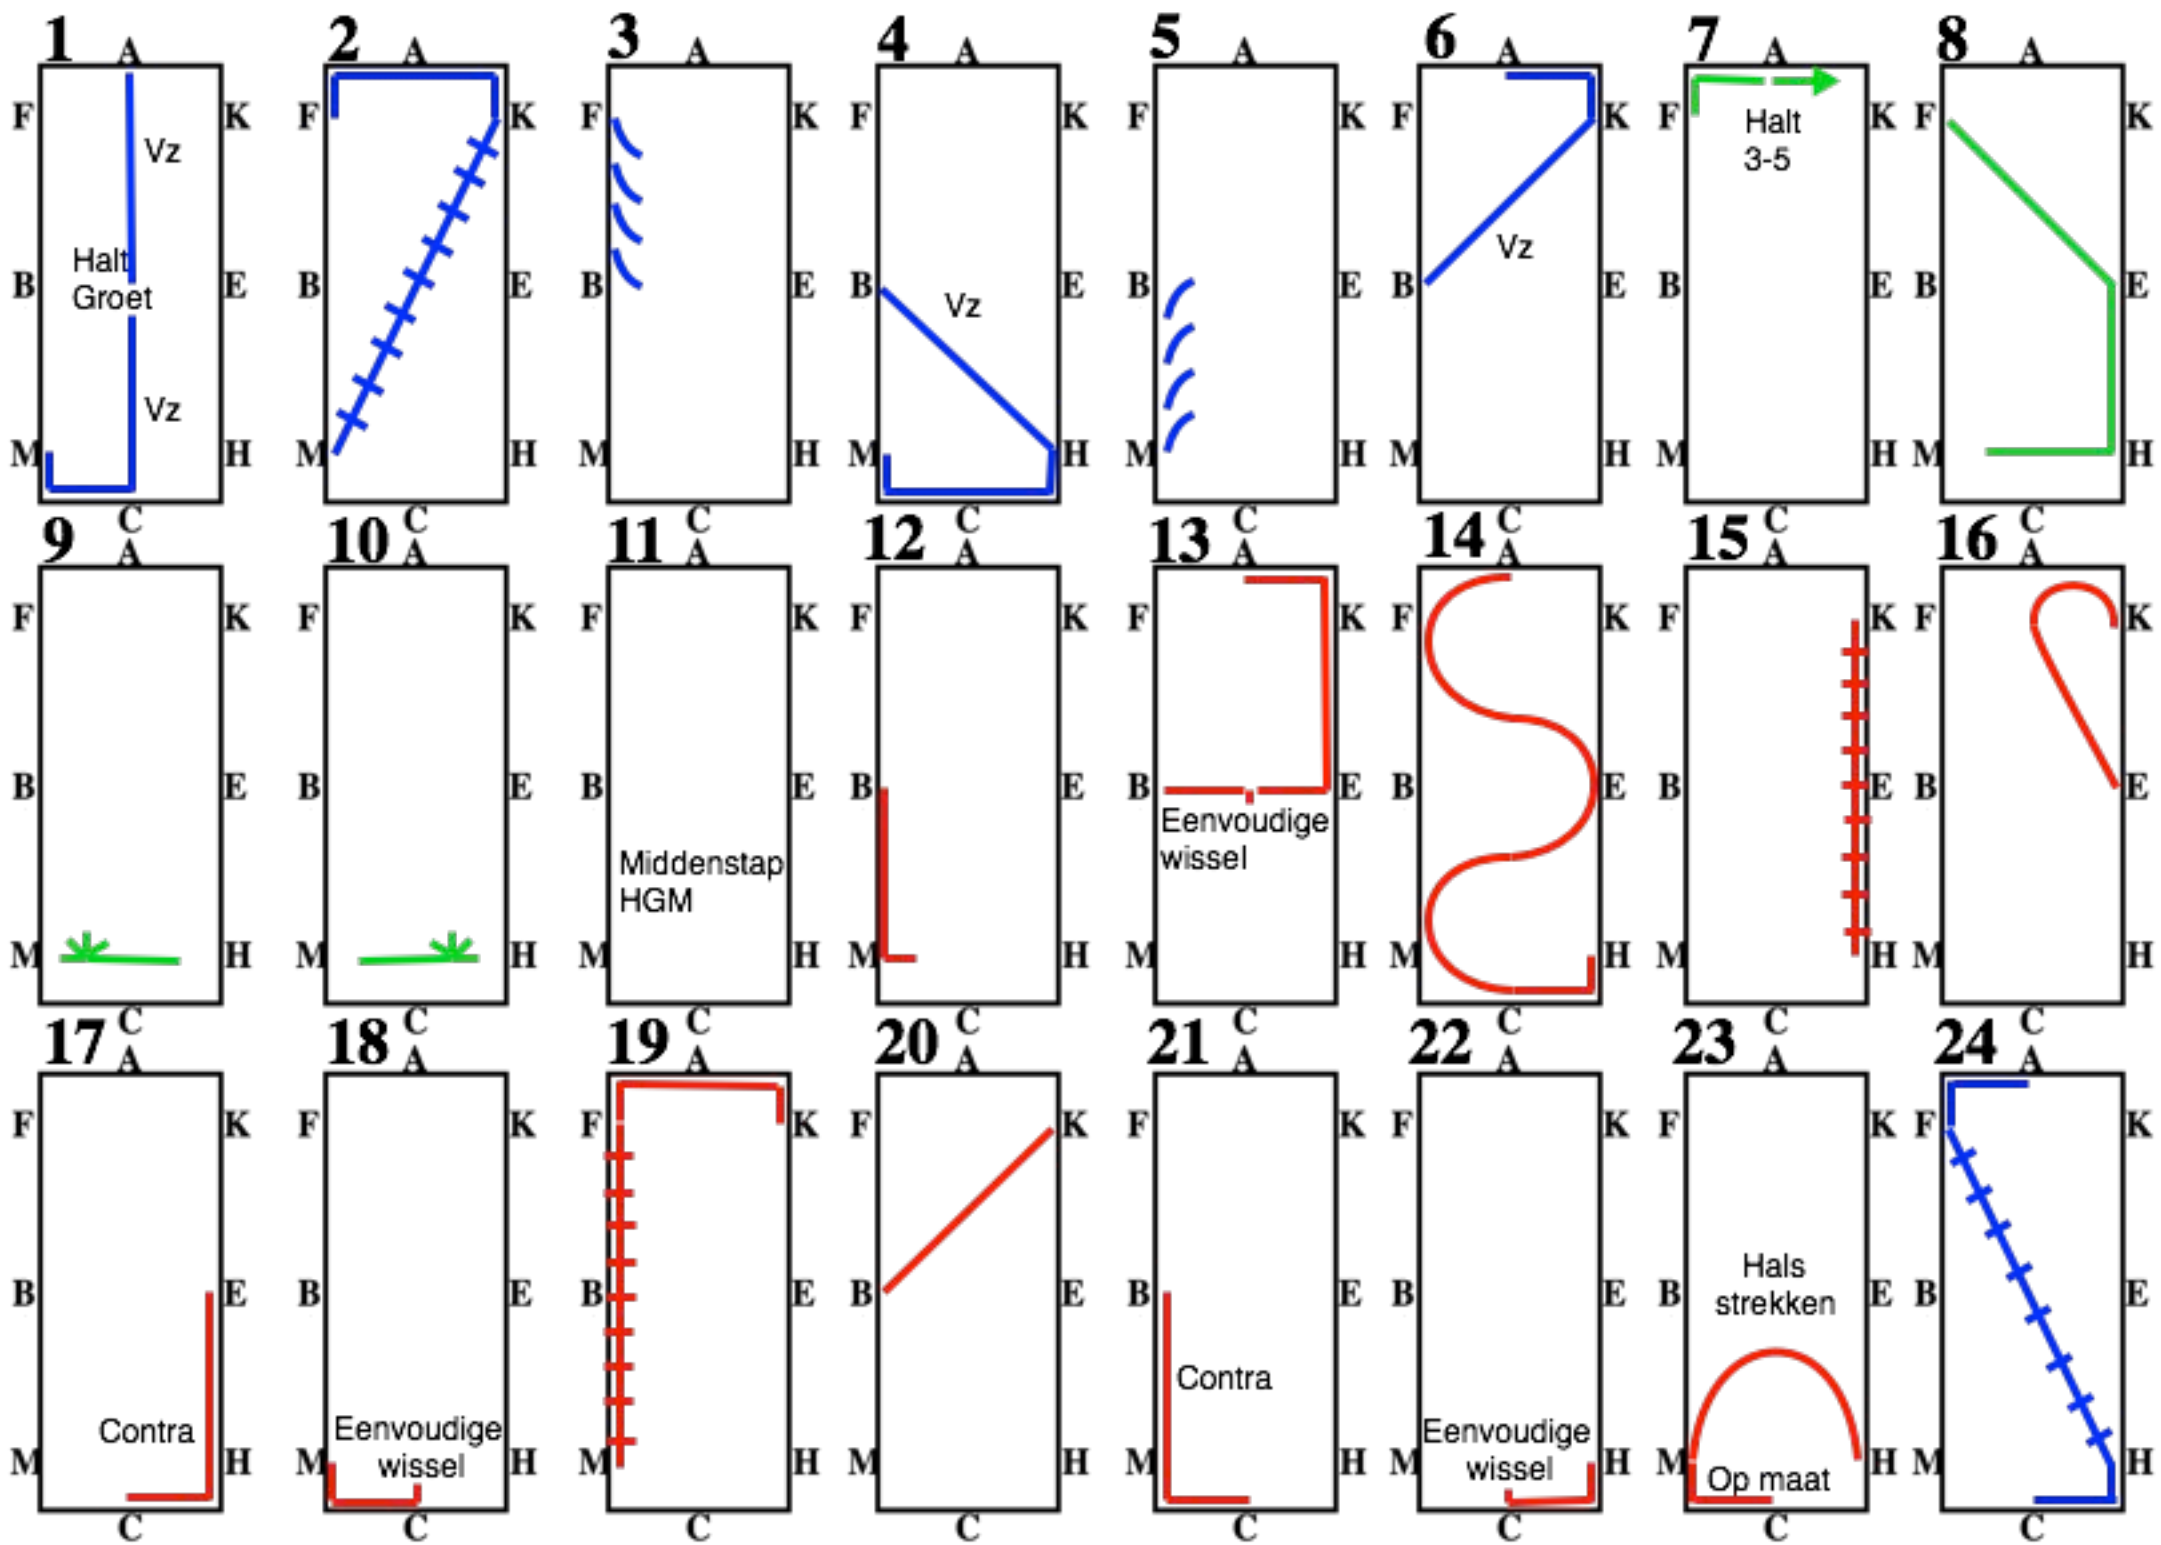 1 2 3 4 5 6 7 8
A A A A A A A A
F Vz K F K F K F K F K F K F Halt K F K
3-5
Halt
B Groet E B E B E B Vz E B E B Vz E B E B E
Vz
M H M H M H M H M H M H M H M H
C C C C C C C C
9 10 11 12 13 14 15 16
A A A A A A A A
F K F K F K F K F K F K F K F K
B E B E B E B E B E B E B E B E
Eenvoudige
wissel
Middenstap
HGM
M H M H M H M H M H M H M H M H
C C C C C C C C
17 18 19 20 21 22 23 24
A A A A A A A A
F K F K F K F K F K F K F K F K
B E B E B E B E B E B E B Hals E B E
strekken
Contra
Contra Eenvoudige Eenvoudige
wissel wissel
M H M H M H M H M H M H M H M H
Op maat
C C C C C C C C